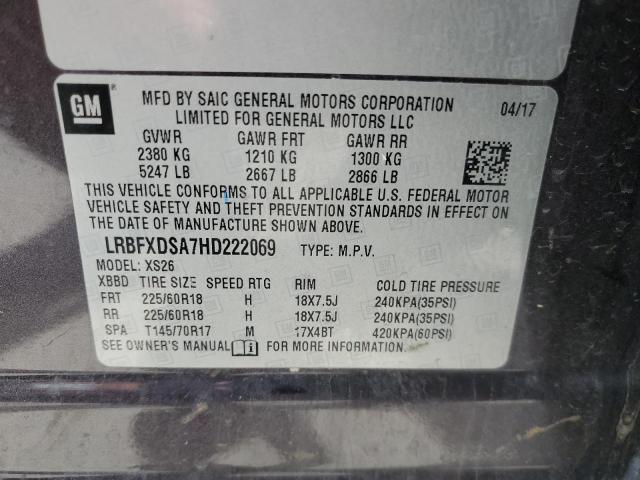 GM
MFD BY SAIC GENERAL MOTORS CORPORATION
LIMITED FOR GENERAL MOTORS LLC
04/17
GVWR GAWR FRT GAWR RR
2380 KG 1210 KG 1300 KG
5247 LB 2667 LB 2866 LB
THIS VEHICLE CONFORMS TO ALL APPLICABLE U.S. FEDERAL MOTOR
VEHICLE SAFETY AND THEFT PREVENTION STANDARDS IN EFFECT ON
THE DATE OF MANUFACTURE SHOWN ABOVE.
LRBFXDSA7HD222069 TYPE: M.P.V.
MODEL: XS26
XBBD TIRE SIZE SPEED RTG RIM COLD TIRE PRESSURE
FRT 225/60R18 H 18X7.5J 240KPA(35PSI)
RR 225/60R18 H 18X7.5J 240KPA(35PSI)
SPA T145/70R17 M 17X4BT 420KPA(60PSI)
SEE OWNER'S MANUAL FOR MORE INFORMATION.